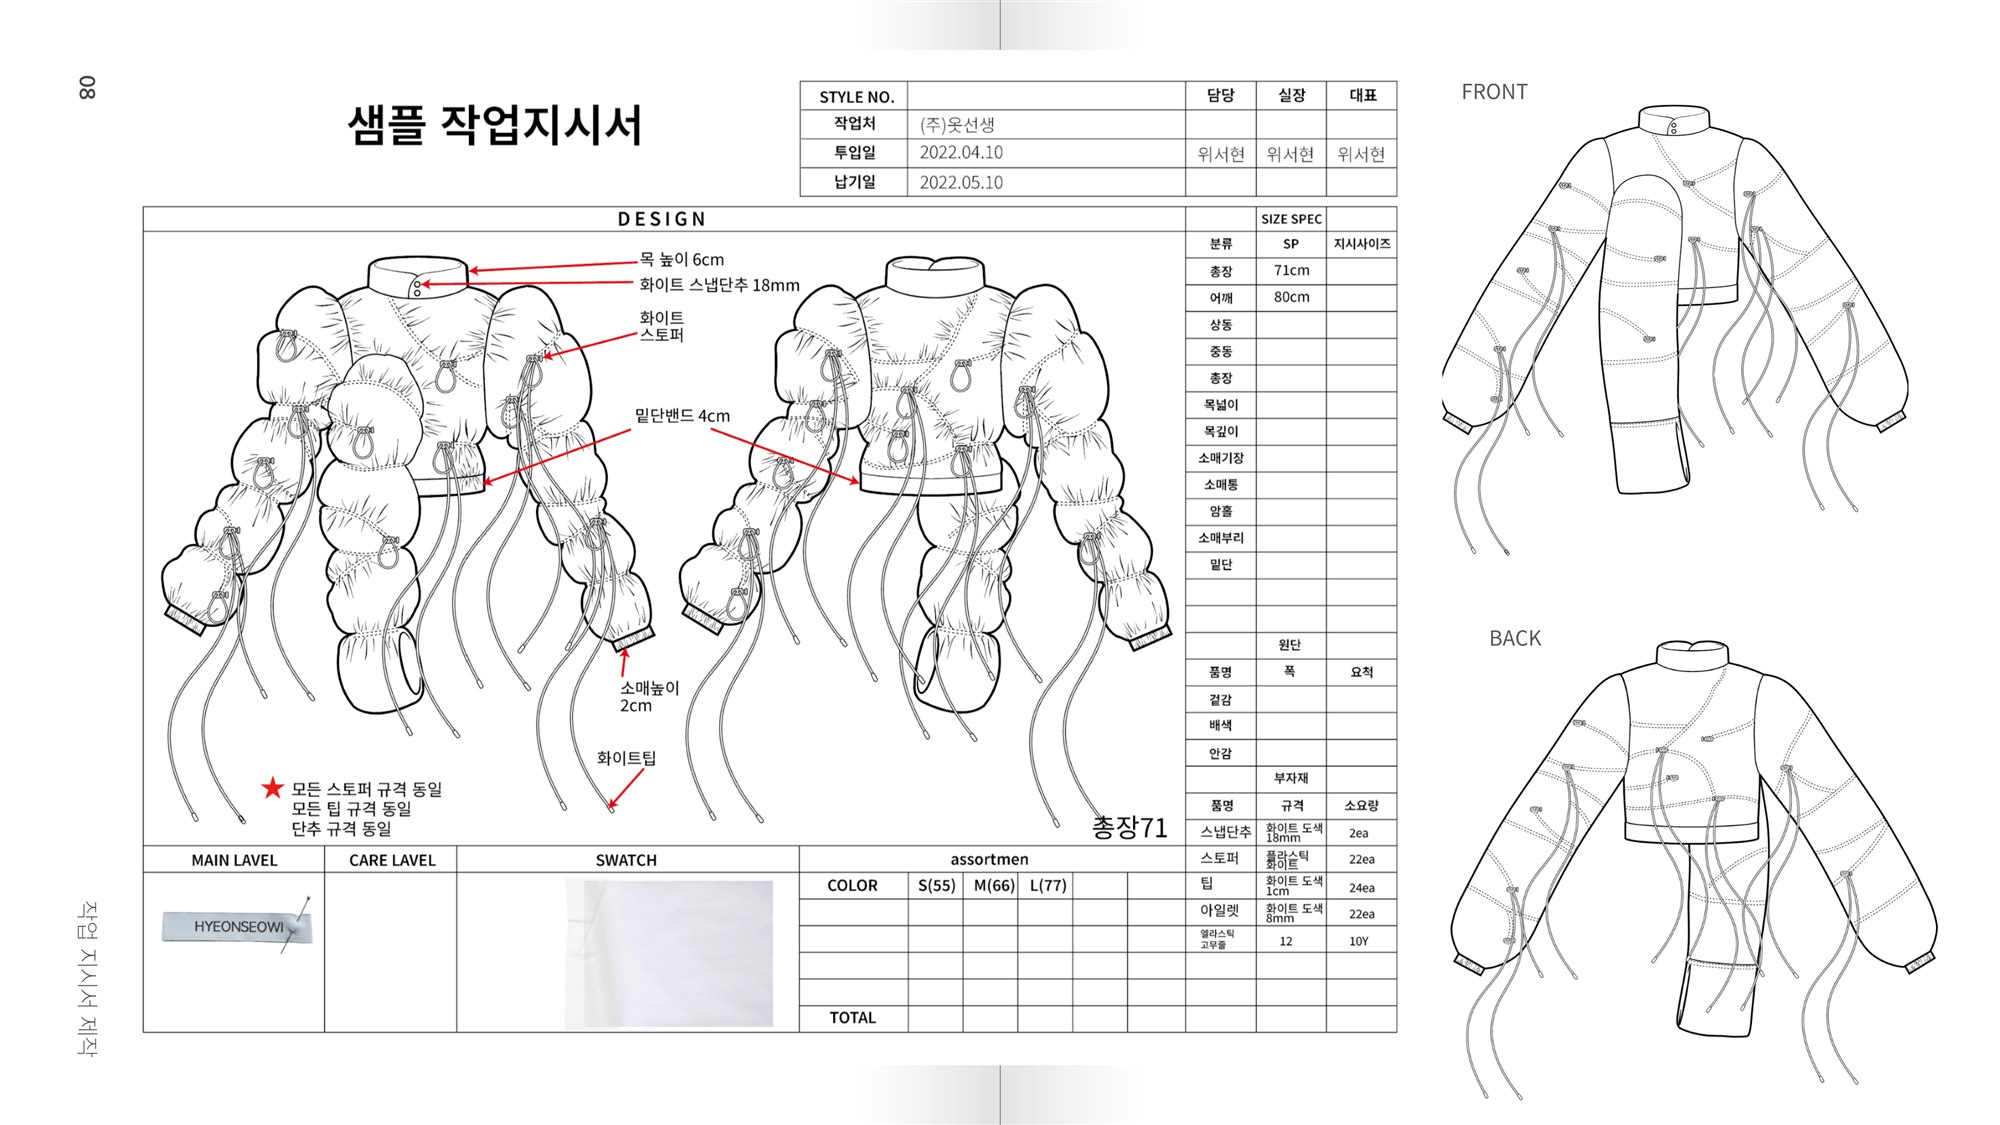 08
샘플 작업지시서
STYLE NO. 담당 실장 대표
작업처 (주)옷선생
투입일 2022.04.10 위서현 위서현 위서현
납기일 2022.05.10
DESIGN
목 높이 6cm
화이트 스냅단추 18mm
화이트
스토퍼
밑단밴드 4cm
소매높이
2cm
화이트팁
★ 모든 스토퍼 규격 동일
모든 팁 규격 동일
단추 규격 동일
총장71
SIZE SPEC
분류 SP 지시사이즈
총장 71cm
어깨 80cm
상동
중동
총장
목넓이
목깊이
소매기장
소매통
암홀
소매부리
밑단
원단
품명 폭 요척
겉감
배색
안감
부자재
품명 규격 소요량
스냅단추 화이트 도색 2ea
18mm
스토퍼 플라스틱 22ea
화이트
팁 화이트 도색 24ea
1cm
아일렛 화이트 도색 22ea
8mm
엘라스틱 12 10Y
고무줄
MAIN LAVEL CARE LAVEL SWATCH assortmen
HYEONSEOWI
COLOR S(55) M(66) L(77)
TOTAL
FRONT
BACK
작업 지시서 제작